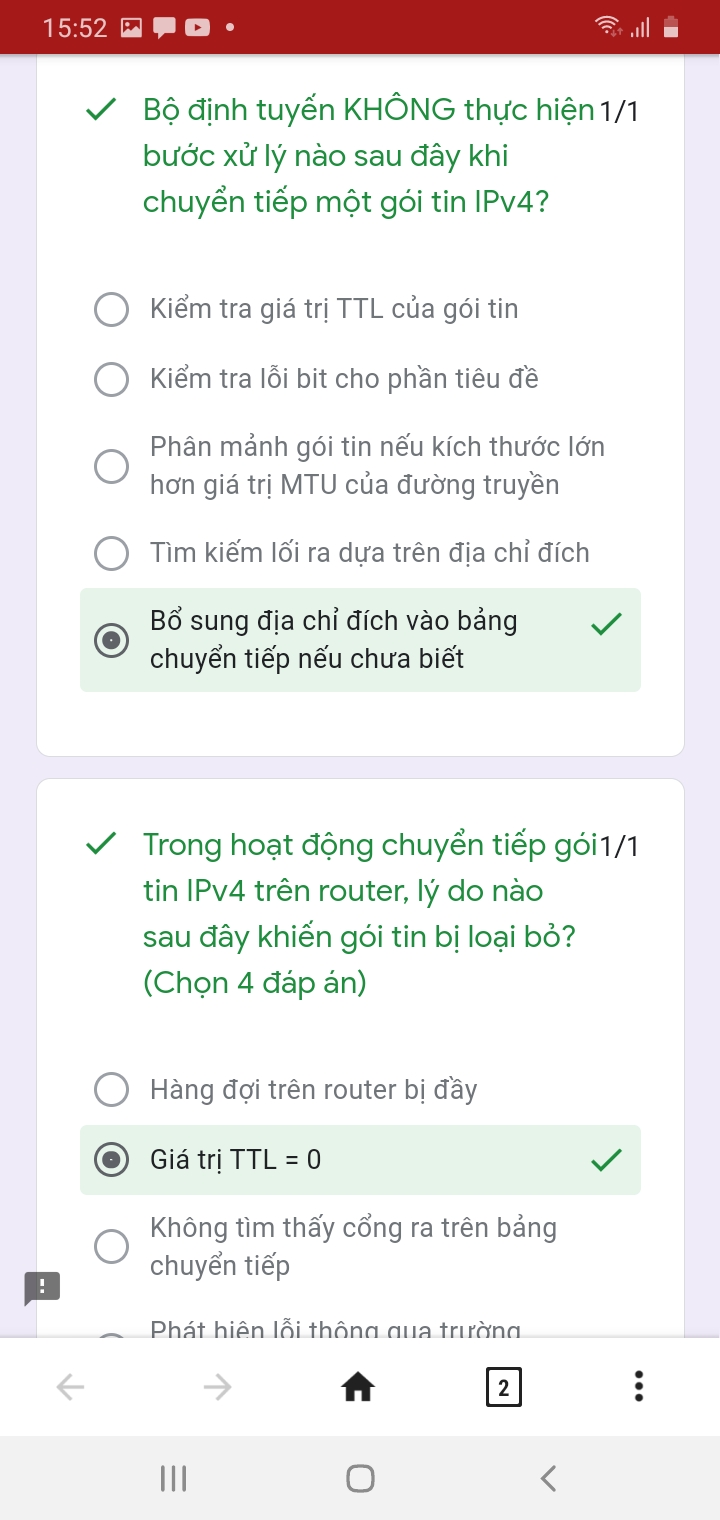 15:52
Bộ định tuyến KHÔNG thực hiện 1/1
bước xử lý nào sau đây khi
chuyển tiếp một gói tin IPv4?
Kiểm tra giá trị TTL của gói tin
Kiểm tra lỗi bit cho phần tiêu đề
Phân mảnh gói tin nếu kích thước lớn
hơn giá trị MTU của đường truyền
Tìm kiếm lối ra dựa trên địa chỉ đích
Bổ sung địa chỉ đích vào bảng
chuyển tiếp nếu chưa biết
Trong hoạt động chuyển tiếp gói 1/1
tin IPv4 trên router, lý do nào
sau đây khiến gói tin bị loại bỏ?
(Chọn 4 đáp án)
Hàng đợi trên router bị đầy
Giá trị TTL = 0
Không tìm thấy cổng ra trên bảng
chuyển tiếp
Phát hiện lỗi thông qua trường
2